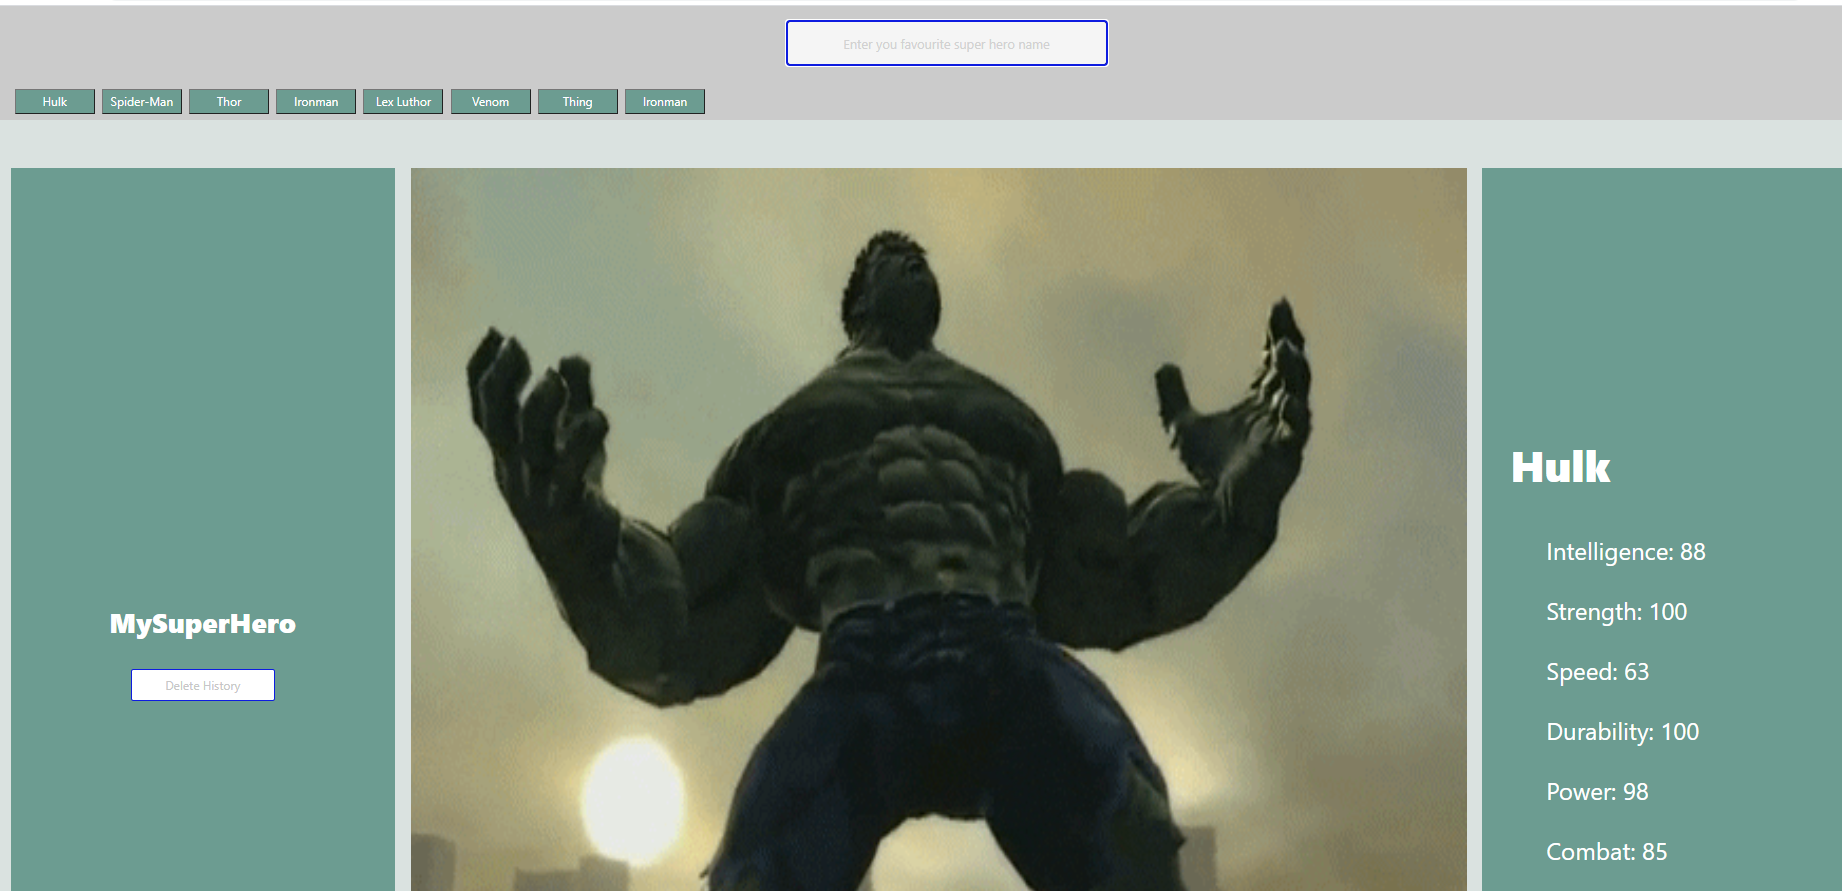 Enter you favourite super hero name
Hulk
Spider-Man
Thor
Ironman
Lex Luthor
Venom
Thing
Ironman
MySuperHero
Delete History
Hulk
Intelligence: 88
Strength: 100
Speed: 63
Durability: 100
Power: 98
Combat: 85